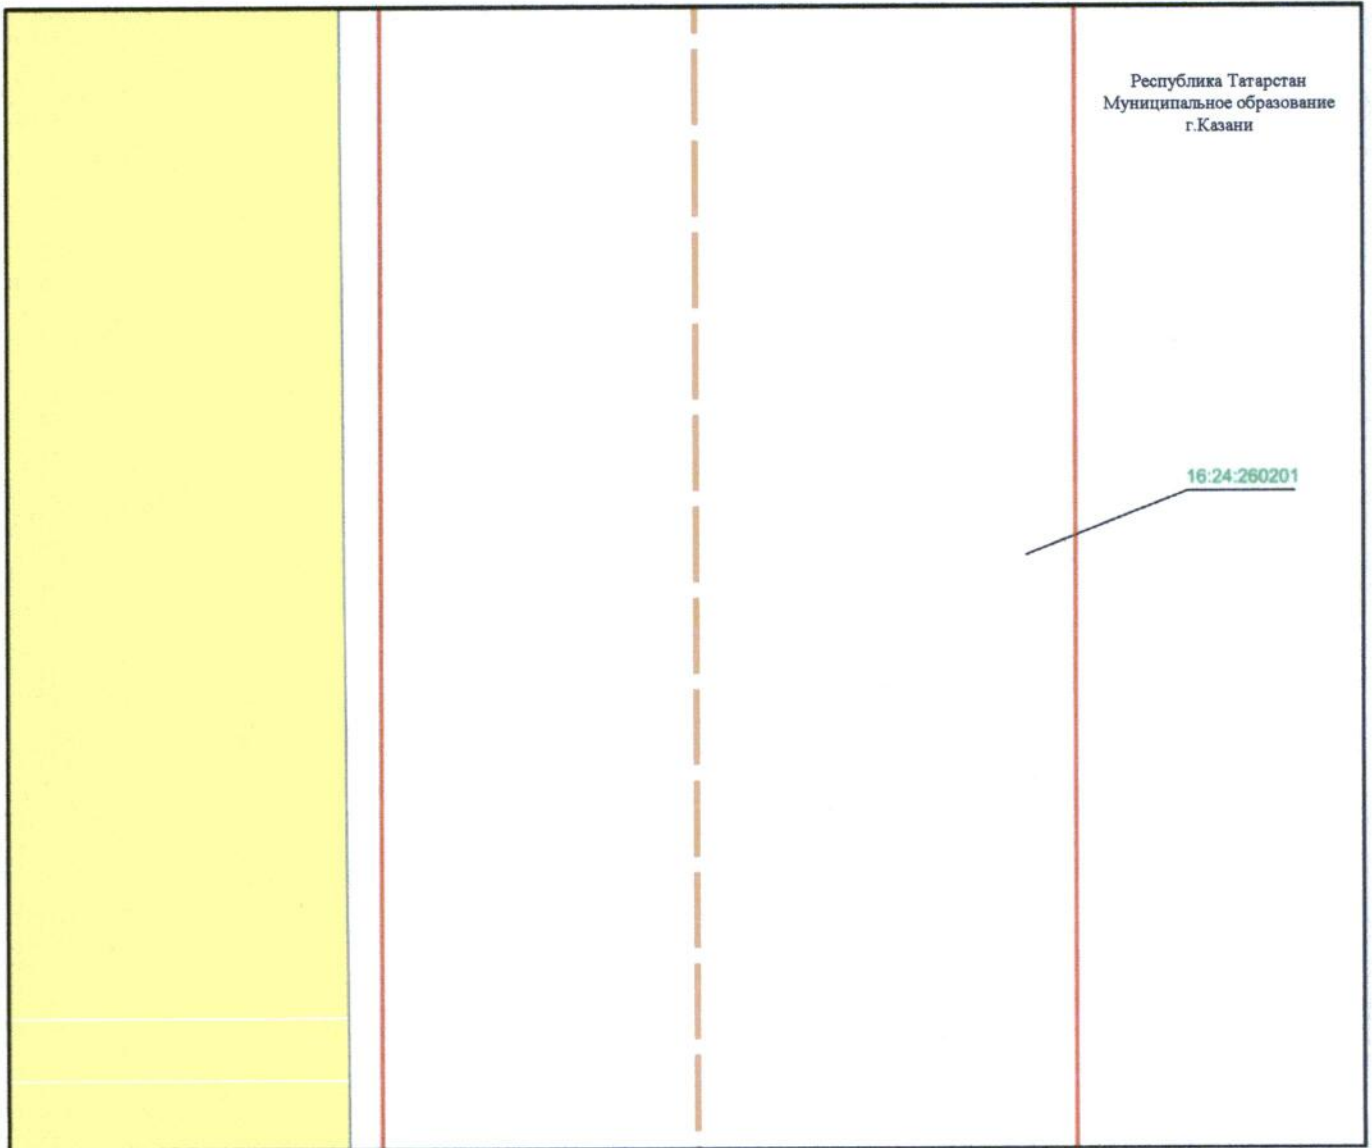 Республика Татарстан
Муниципальное образование
г.Казани
16:24:260201